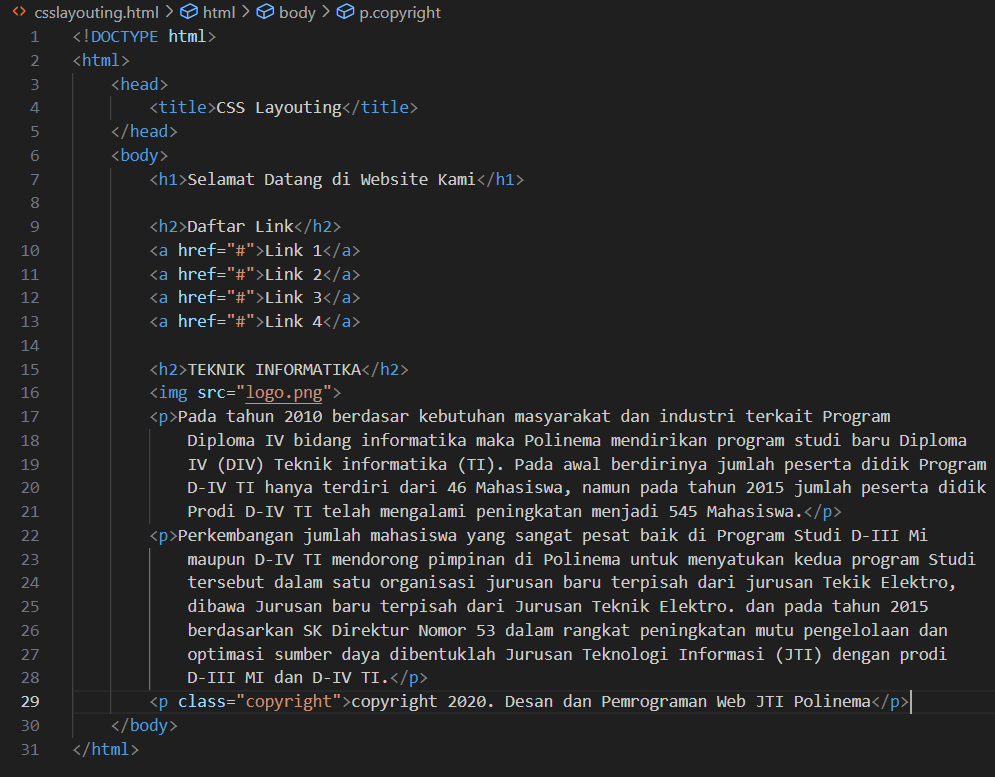 csslayouting.html > html > body > p.copyright
1 <!DOCTYPE html>
2 <html>
3 <head>
4 <title>CSS Layouting</title>
5 </head>
6 <body>
7 <h1>Selamat Datang di Website Kami</h1>
8
9 <h2>Daftar Link</h2>
10 <a href="#">Link 1</a>
11 <a href="#">Link 2</a>
12 <a href="#">Link 3</a>
13 <a href="#">Link 4</a>
14
15 <h2>TEKNIK INFORMATIKA</h2>
16 <img src="logo.png">
17 <p>Pada tahun 2010 berdasar kebutuhan masyarakat dan industri terkait Program
18 Diploma IV bidang informatika maka Polinema mendirikan program studi baru Diploma
19 IV (DIV) Teknik informatika (TI). Pada awal berdirinya jumlah peserta didik Program
20 D-IV TI hanya terdiri dari 46 Mahasiswa, namun pada tahun 2015 jumlah peserta didik
21 Prodi D-IV TI telah mengalami peningkatan menjadi 545 Mahasiswa.</p>
22 <p>Perkembangan jumlah mahasiswa yang sangat pesat baik di Program Studi D-III Mi
23 maupun D-IV TI mendorong pimpinan di Polinema untuk menyatukan kedua program Studi
24 tersebut dalam satu organisasi jurusan baru terpisah dari jurusan Tekik Elektro,
25 dibawa Jurusan baru terpisah dari Jurusan Teknik Elektro. dan pada tahun 2015
26 berdasarkan SK Direktur Nomor 53 dalam rangkat peningkatan mutu pengelolaan dan
27 optimasi sumber daya dibentuklah Jurusan Teknologi Informasi (JTI) dengan prodi
28 D-III MI dan D-IV TI.</p>
29 <p class="copyright">copyright 2020. Desan dan Pemrograman Web JTI Polinema</p>
30 </body>
31 </html>